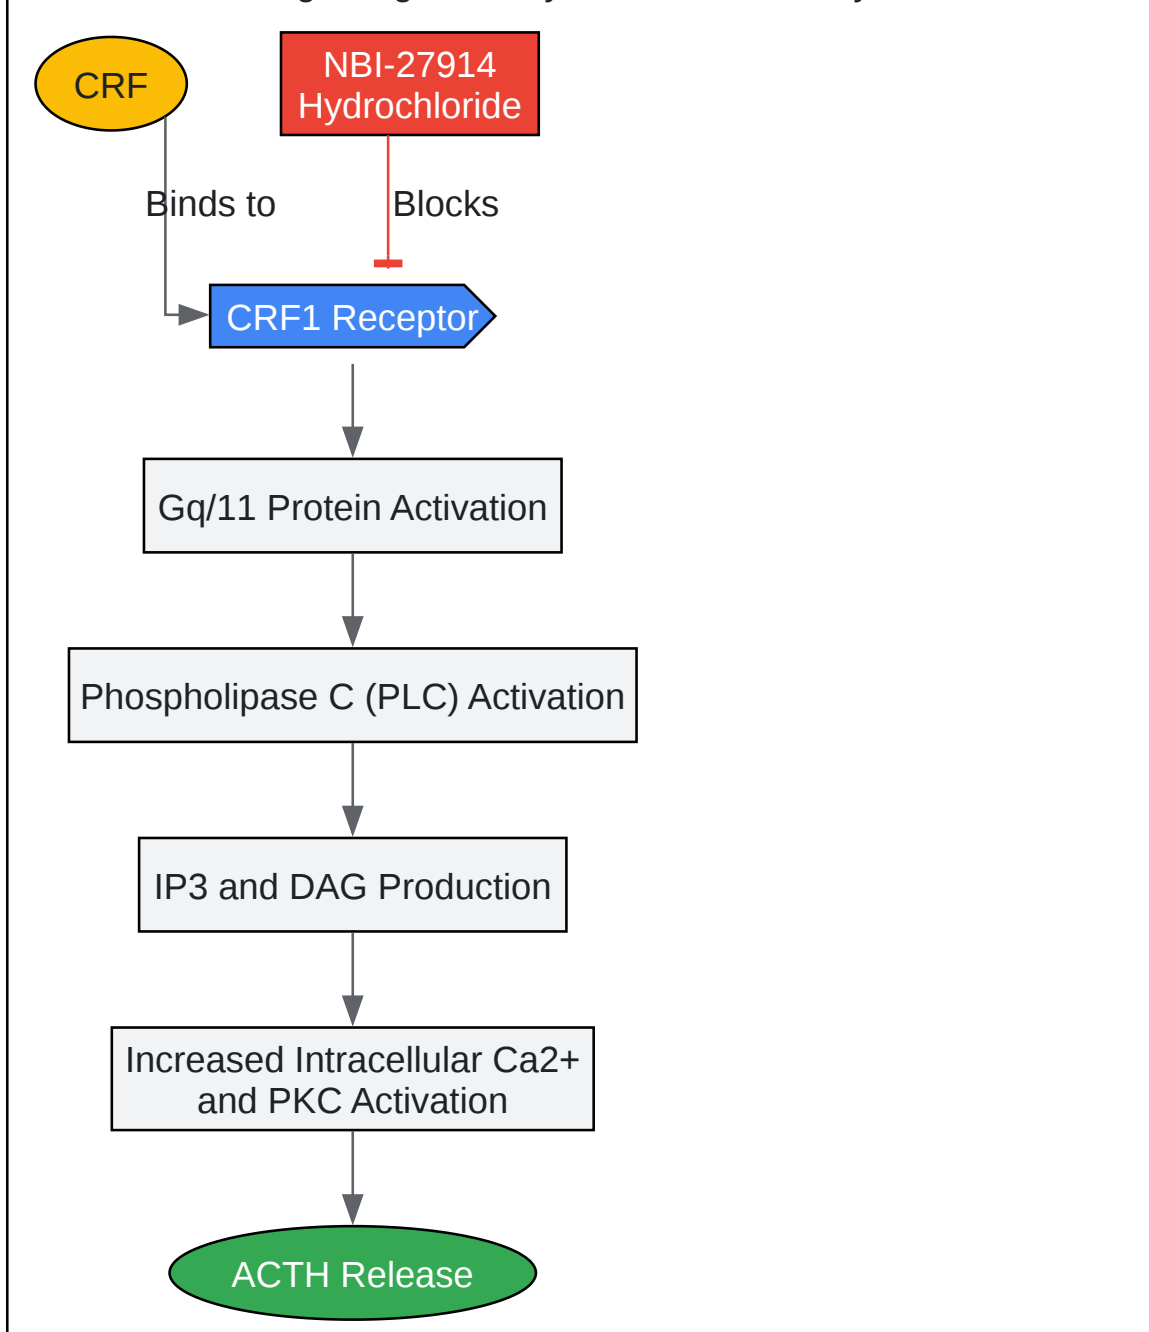 CRF
NBI-27914
Hydrochloride
Binds to
Blocks
CRF1 Receptor
Gq/11 Protein Activation
Phospholipase C (PLC) Activation
IP3 and DAG Production
Increased Intracellular Ca2+
and PKC Activation
ACTH Release